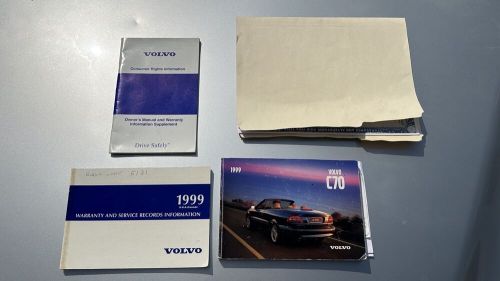 VOLVO
Consumer Rights Information
Owner's Manual and Warranty
Information Supplement
Drive Safely
1999
WARRANTY AND SERVICE RECORDS INFORMATION
VOLVO
1999
VOLVO
C70
VOLVO